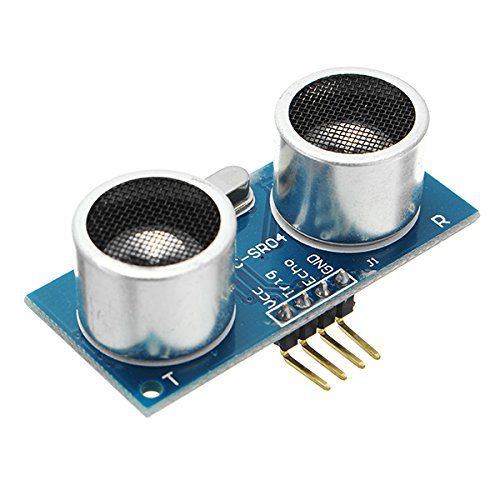 -SR04
Vcc
Trig
Echo
GND
J1
R
T